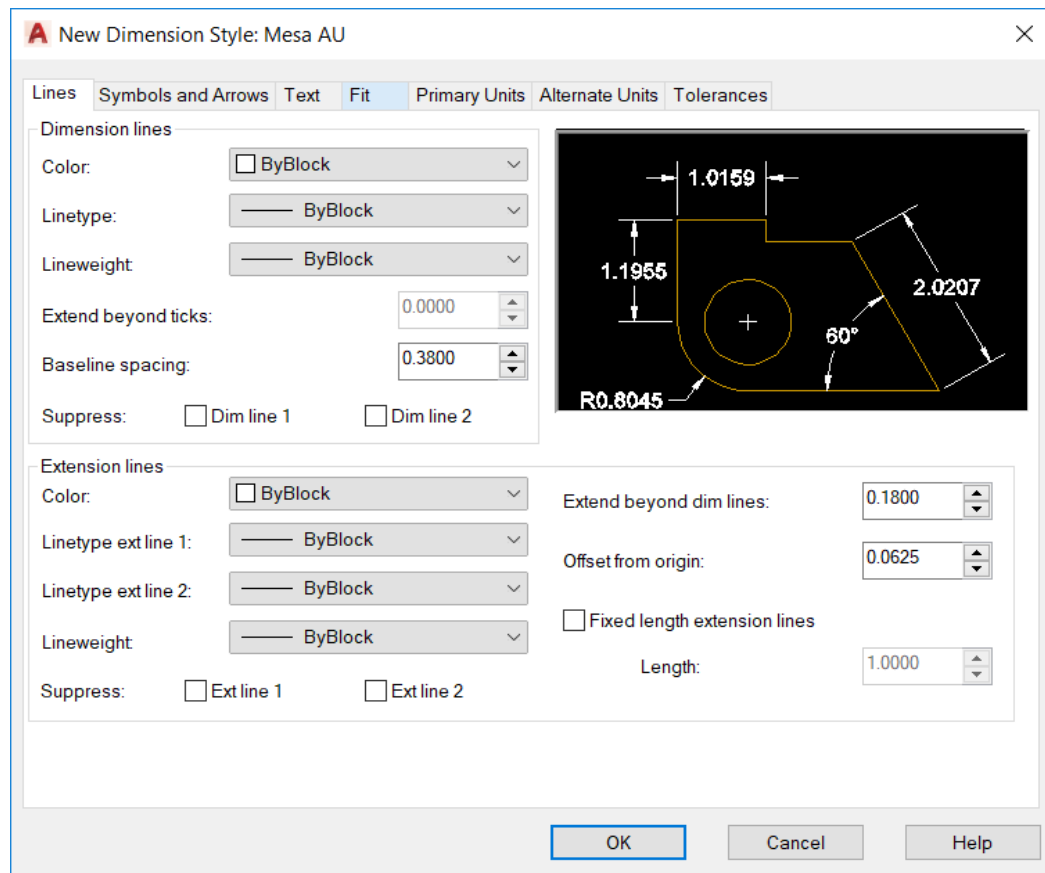 New Dimension Style: Mesa AU
Lines Symbols and Arrows Text Fit Primary Units Alternate Units Tolerances
Dimension lines
Color: ByBlock
Linetype: ByBlock
Lineweight: ByBlock
Extend beyond ticks: 0.0000
Baseline spacing: 0.3800
Suppress: Dim line 1 Dim line 2
1.0159
1.1955
2.0207
60°
R0.8045
Extension lines
Color: ByBlock
Linetype ext line 1: ByBlock
Linetype ext line 2: ByBlock
Lineweight: ByBlock
Suppress: Ext line 1 Ext line 2
Extend beyond dim lines: 0.1800
Offset from origin: 0.0625
Fixed length extension lines
Length: 1.0000
OK Cancel Help